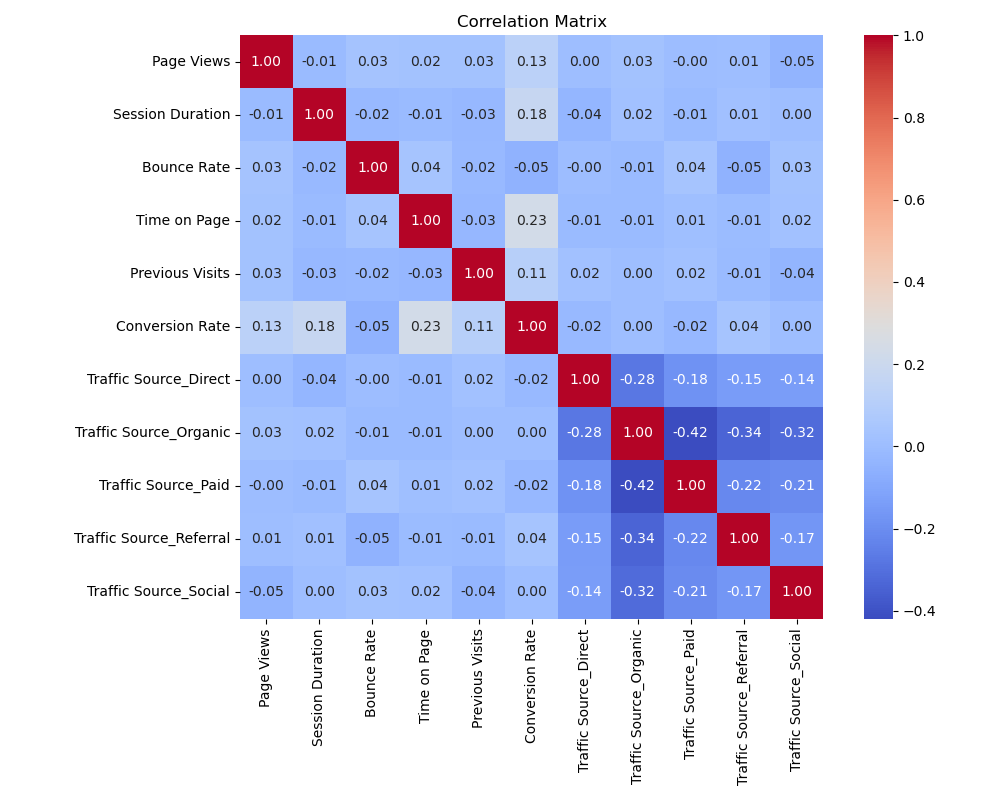 Correlation Matrix
Page Views 1.00 -0.01 0.03 0.02 0.03 0.13 0.00 0.03 -0.00 0.01 -0.05
Session Duration -0.01 1.00 -0.02 -0.01 -0.03 0.18 -0.04 0.02 -0.01 0.01 0.00
Bounce Rate 0.03 -0.02 1.00 0.04 -0.02 -0.05 -0.00 -0.01 0.04 -0.05 0.03
Time on Page 0.02 -0.01 0.04 1.00 -0.03 0.23 -0.01 -0.01 0.01 -0.01 0.02
Previous Visits 0.03 -0.03 -0.02 -0.03 1.00 0.11 0.02 0.00 0.02 -0.01 -0.04
Conversion Rate 0.13 0.18 -0.05 0.23 0.11 1.00 -0.02 0.00 -0.02 0.04 0.00
Traffic Source_Direct 0.00 -0.04 -0.00 -0.01 0.02 -0.02 1.00 -0.28 -0.18 -0.15 -0.14
Traffic Source_Organic 0.03 0.02 -0.01 -0.01 0.00 0.00 -0.28 1.00 -0.42 -0.34 -0.32
Traffic Source_Paid -0.00 -0.01 0.04 0.01 0.02 -0.02 -0.18 -0.42 1.00 -0.22 -0.21
Traffic Source_Referral 0.01 0.01 -0.05 -0.01 -0.01 0.04 -0.15 -0.34 -0.22 1.00 -0.17
Traffic Source_Social -0.05 0.00 0.03 0.02 -0.04 0.00 -0.14 -0.32 -0.21 -0.17 1.00
Page Views
Session Duration
Bounce Rate
Time on Page
Previous Visits
Conversion Rate
Traffic Source_Direct
Traffic Source_Organic
Traffic Source_Paid
Traffic Source_Referral
Traffic Source_Social
1.0
0.8
0.6
0.4
0.2
0.0
−0.2
−0.4